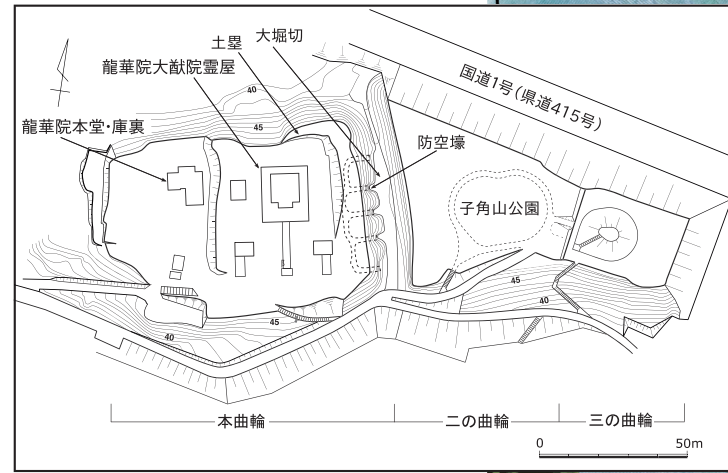 国道1号（県道415号）
大堀切
土塁
龍華院大猷院霊屋
龍華院本堂･庫裏
防空壕
子角山公園
40
45
45
40
45
40
本曲輪
二の曲輪
三の曲輪
0
50m